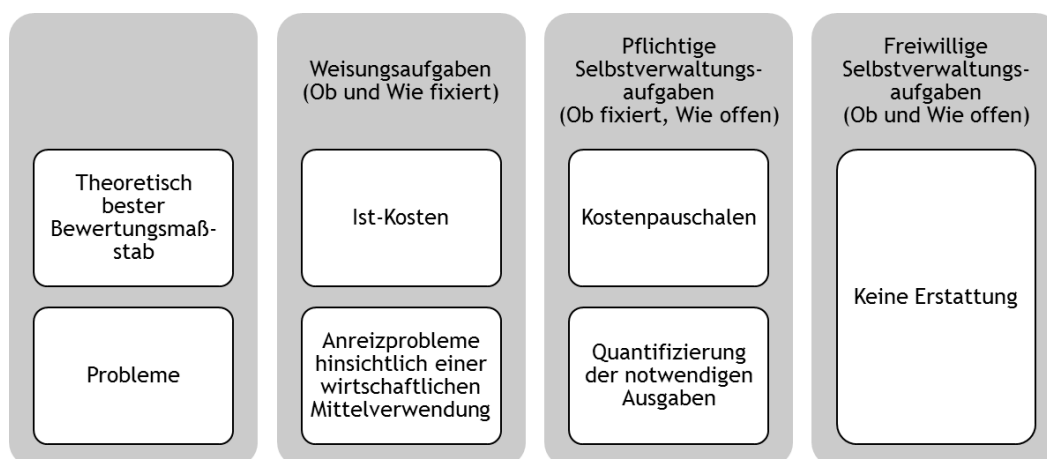 Weisungsaufgaben
(Ob und Wie fixiert)
Pflichtige
Selbstverwaltungs-
aufgaben
(Ob fixiert, Wie offen)
Freiwillige
Selbstverwaltungs-
aufgaben
(Ob und Wie offen)
Theoretisch
bester
Bewertungsmaß-
stab
Ist-Kosten
Kostenpauschalen
Keine Erstattung
Probleme
Anreizprobleme
hinsichtlich einer
wirtschaftlichen
Mittelverwendung
Quantifizierung
der notwendigen
Ausgaben